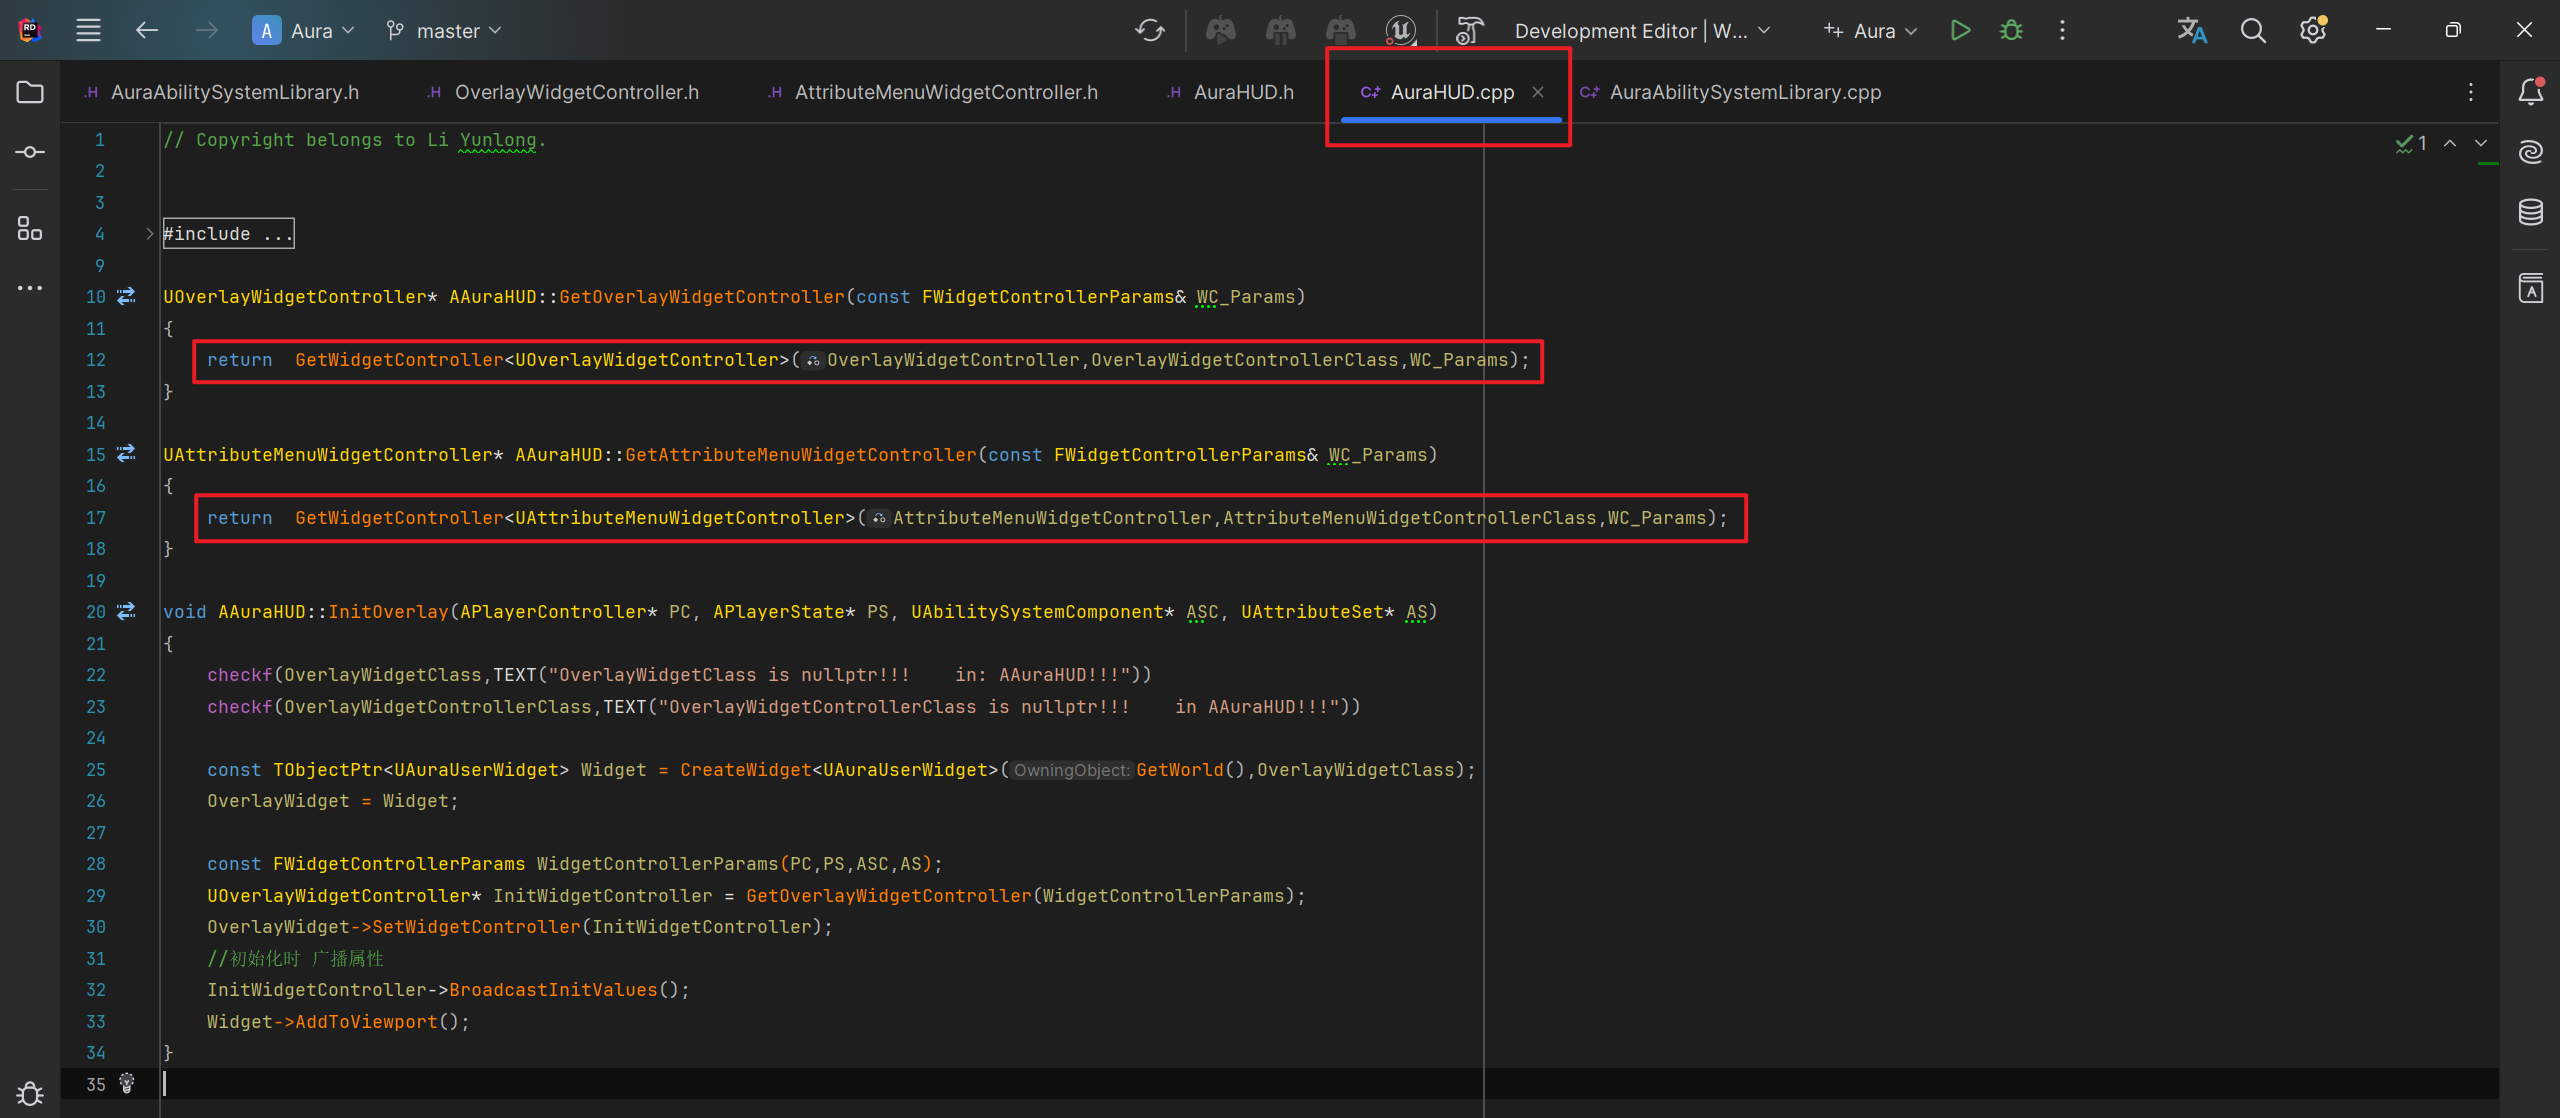 A Aura master Development Editor | W... Aura
.H AuraAbilitySystemLibrary.h .H OverlayWidgetController.h .H AttributeMenuWidgetController.h .H AuraHUD.h C++ AuraHUD.cpp C++ AuraAbilitySystemLibrary.cpp
1 // Copyright belongs to Li Yunlong. 1
2
3
4 #include ...
9
10 UOverlayWidgetController* AAuraHUD::GetOverlayWidgetController(const FWidgetControllerParams& WC_Params)
11 {
12 return  GetWidgetController<UOverlayWidgetController>(OverlayWidgetController,OverlayWidgetControllerClass,WC_Params);
13 }
14
15 UAttributeMenuWidgetController* AAuraHUD::GetAttributeMenuWidgetController(const FWidgetControllerParams& WC_Params)
16 {
17 return  GetWidgetController<UAttributeMenuWidgetController>(AttributeMenuWidgetController,AttributeMenuWidgetControllerClass,WC_Params);
18 }
19
20 void AAuraHUD::InitOverlay(APlayerController* PC, APlayerState* PS, UAbilitySystemComponent* ASC, UAttributeSet* AS)
21 {
22 checkf(OverlayWidgetClass,TEXT("OverlayWidgetClass is nullptr!!!    in: AAuraHUD!!!"))
23 checkf(OverlayWidgetControllerClass,TEXT("OverlayWidgetControllerClass is nullptr!!!    in AAuraHUD!!!"))
24
25 const TObjectPtr<UAuraUserWidget> Widget = CreateWidget<UAuraUserWidget>(OwningObject:GetWorld(),OverlayWidgetClass);
26 OverlayWidget = Widget;
27
28 const FWidgetControllerParams WidgetControllerParams(PC,PS,ASC,AS);
29 UOverlayWidgetController* InitWidgetController = GetOverlayWidgetController(WidgetControllerParams);
30 OverlayWidget->SetWidgetController(InitWidgetController);
31 //初始化时 广播属性
32 InitWidgetController->BroadcastInitValues();
33 Widget->AddToViewport();
34 }
35